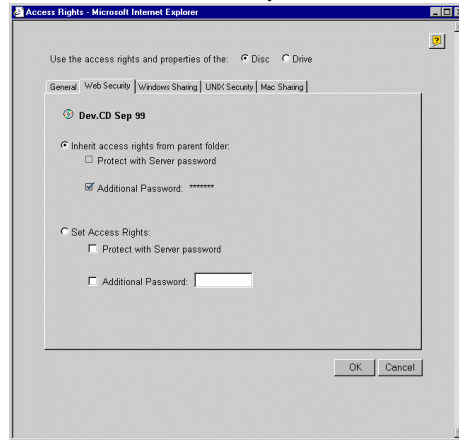 Access Rights - Microsoft Internet Explorer
Use the access rights and properties of the: Disc Drive
General Web Security Windows Sharing UNIX Security Mac Sharing
Dev.CD Sep 99
Inherit access rights from parent folder:
Protect with Server password
Additional Password: *******
Set Access Rights:
Protect with Server password
Additional Password:
OK Cancel